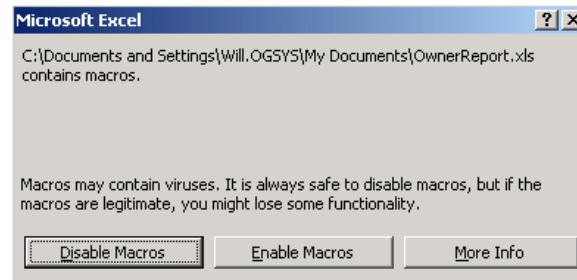 Microsoft Excel
C:\Documents and Settings\Will.OGSYS\My Documents\OwnerReport.xls
contains macros.
Macros may contain viruses. It is always safe to disable macros, but if the
macros are legitimate, you might lose some functionality.
Disable Macros Enable Macros More Info